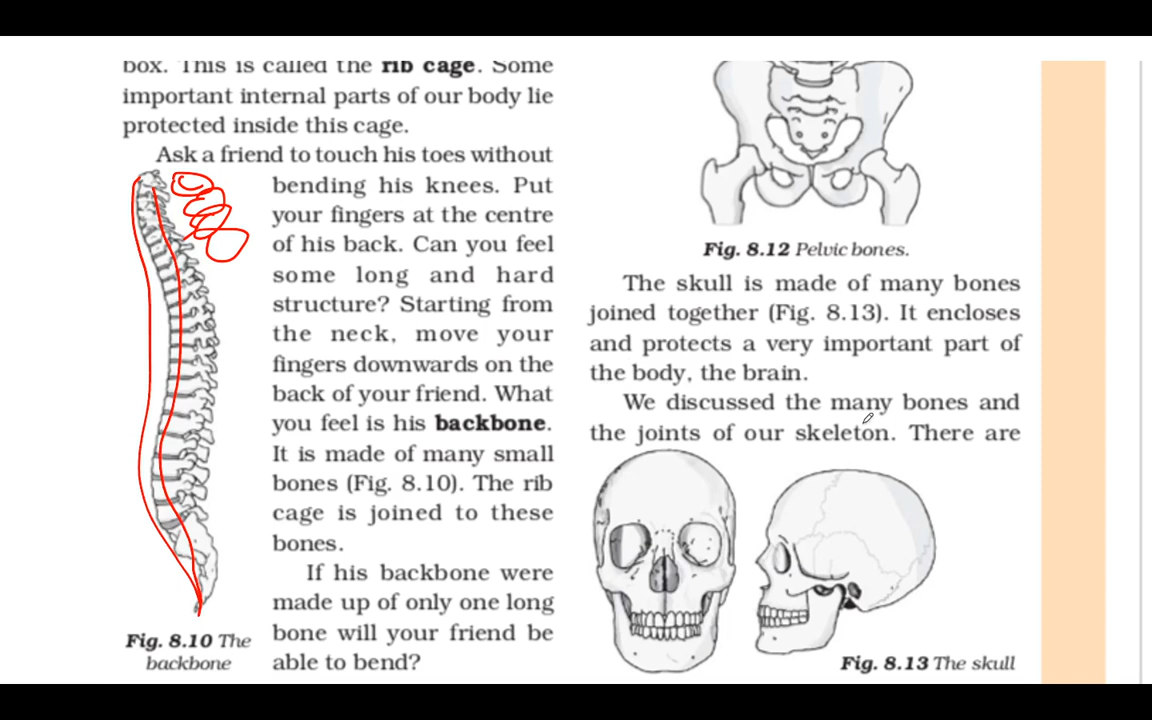 box. This is called the rib cage. Some
important internal parts of our body lie
protected inside this cage.
Ask a friend to touch his toes without
bending his knees. Put
your fingers at the centre
of his back. Can you feel
some long and hard
structure? Starting from
the neck, move your
fingers downwards on the
back of your friend. What
you feel is his backbone.
It is made of many small
bones (Fig. 8.10). The rib
cage is joined to these
bones.
If his backbone were
made up of only one long
bone will your friend be
able to bend?
Fig. 8.10 The
backbone
Fig. 8.12 Pelvic bones.
The skull is made of many bones
joined together (Fig. 8.13). It encloses
and protects a very important part of
the body, the brain.
We discussed the many bones and
the joints of our skeleton. There are
Fig. 8.13 The skull